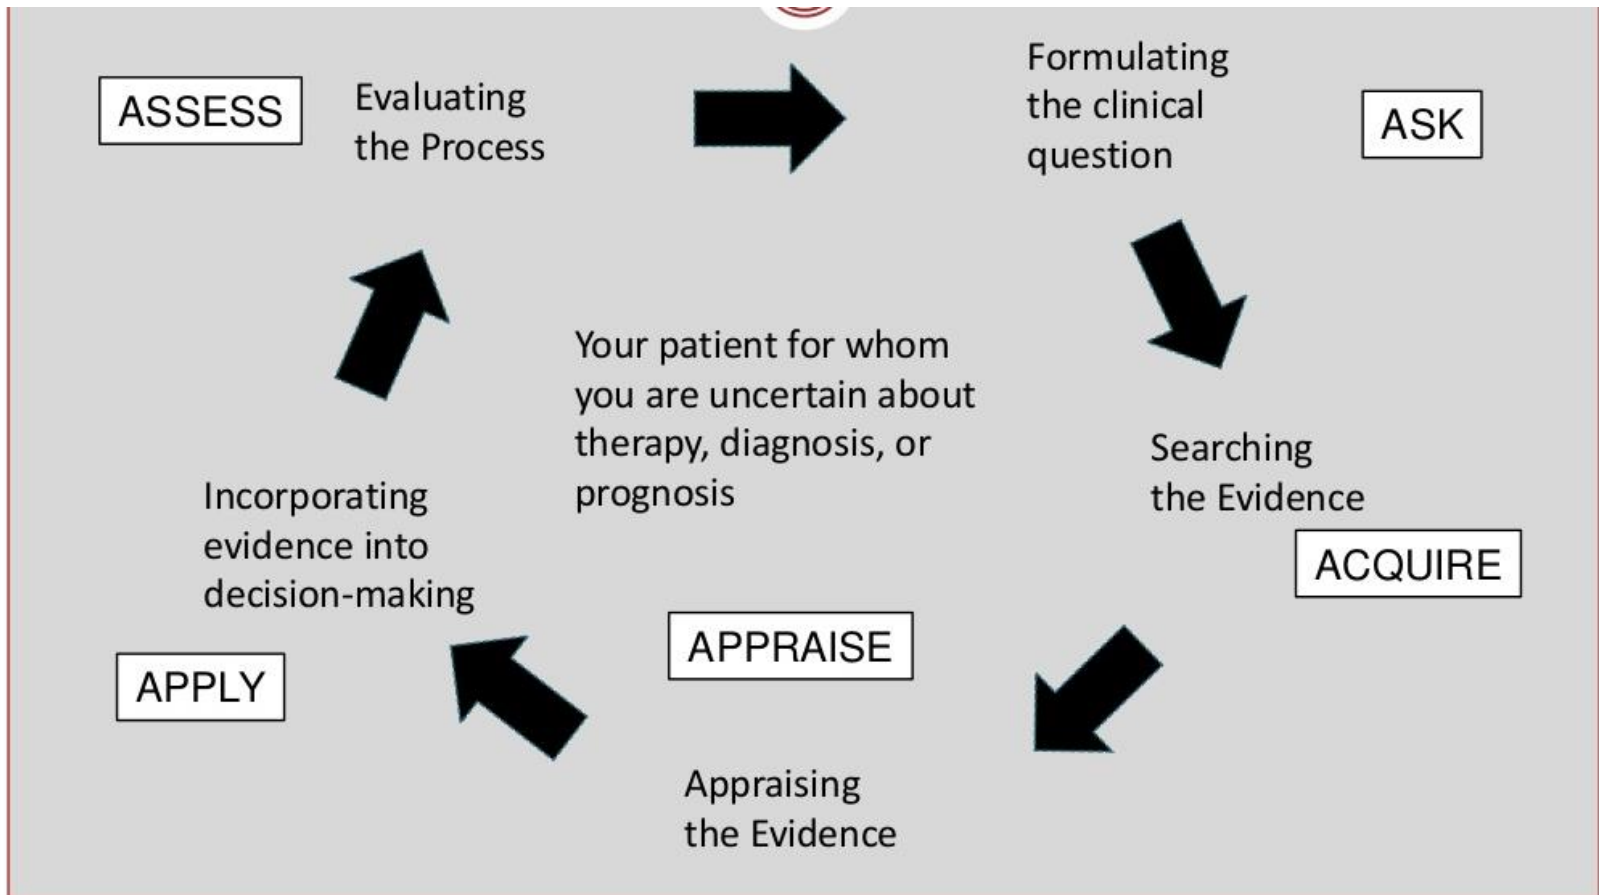 ASSESS
Evaluating
the Process
Formulating
the clinical
question
ASK
Your patient for whom
you are uncertain about
therapy, diagnosis, or
prognosis
Searching
the Evidence
ACQUIRE
APPRAISE
Appraising
the Evidence
Incorporating
evidence into
decision-making
APPLY